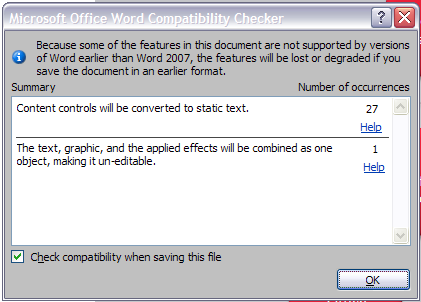 Microsoft Office Word Compatibility Checker
Because some of the features in this document are not supported by versions
of Word earlier than Word 2007, the features will be lost or degraded if you
save the document in an earlier format.
Summary Number of occurrences
Content controls will be converted to static text. 27
Help
The text, graphic, and the applied effects will be combined as one 1
object, making it un-editable. Help
Check compatibility when saving this file
OK